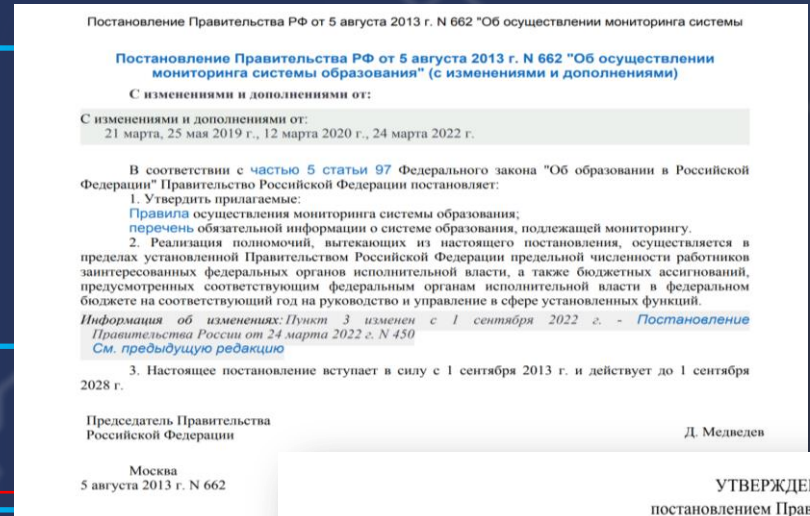 Постановление Правительства РФ от 5 августа 2013 г. N 662 "Об осуществлении мониторинга системы
Постановление Правительства РФ от 5 августа 2013 г. N 662 "Об осуществлении
мониторинга системы образования" (с изменениями и дополнениями)
С изменениями и дополнениями от:
С изменениями и дополнениями от:
21 марта, 25 мая 2019 г., 12 марта 2020 г., 24 марта 2022 г.
В соответствии с частью 5 статьи 97 Федерального закона "Об образовании в Российской
Федерации" Правительство Российской Федерации постановляет:
1. Утвердить прилагаемые:
Правила осуществления мониторинга системы образования;
перечень обязательной информации о системе образования, подлежащей мониторингу.
2. Реализация полномочий, вытекающих из настоящего постановления, осуществляется в
пределах установленной Правительством Российской Федерации предельной численности работников
заинтересованных федеральных органов исполнительной власти, а также бюджетных ассигнований,
предусмотренных соответствующим федеральным органам исполнительной власти в федеральном
бюджете на соответствующий год на руководство и управление в сфере установленных функций.
Информация об изменениях: Пункт 3 изменен с 1 сентября 2022 г. - Постановление
Правительства России от 24 марта 2022 г. N 450
См. предыдущую редакцию
3. Настоящее постановление вступает в силу с 1 сентября 2013 г. и действует до 1 сентября
2028 г.
Председатель Правительства
Российской Федерации
Д. Медведев
Москва
5 августа 2013 г. N 662
УТВЕРЖДЕ
постановлением Прав